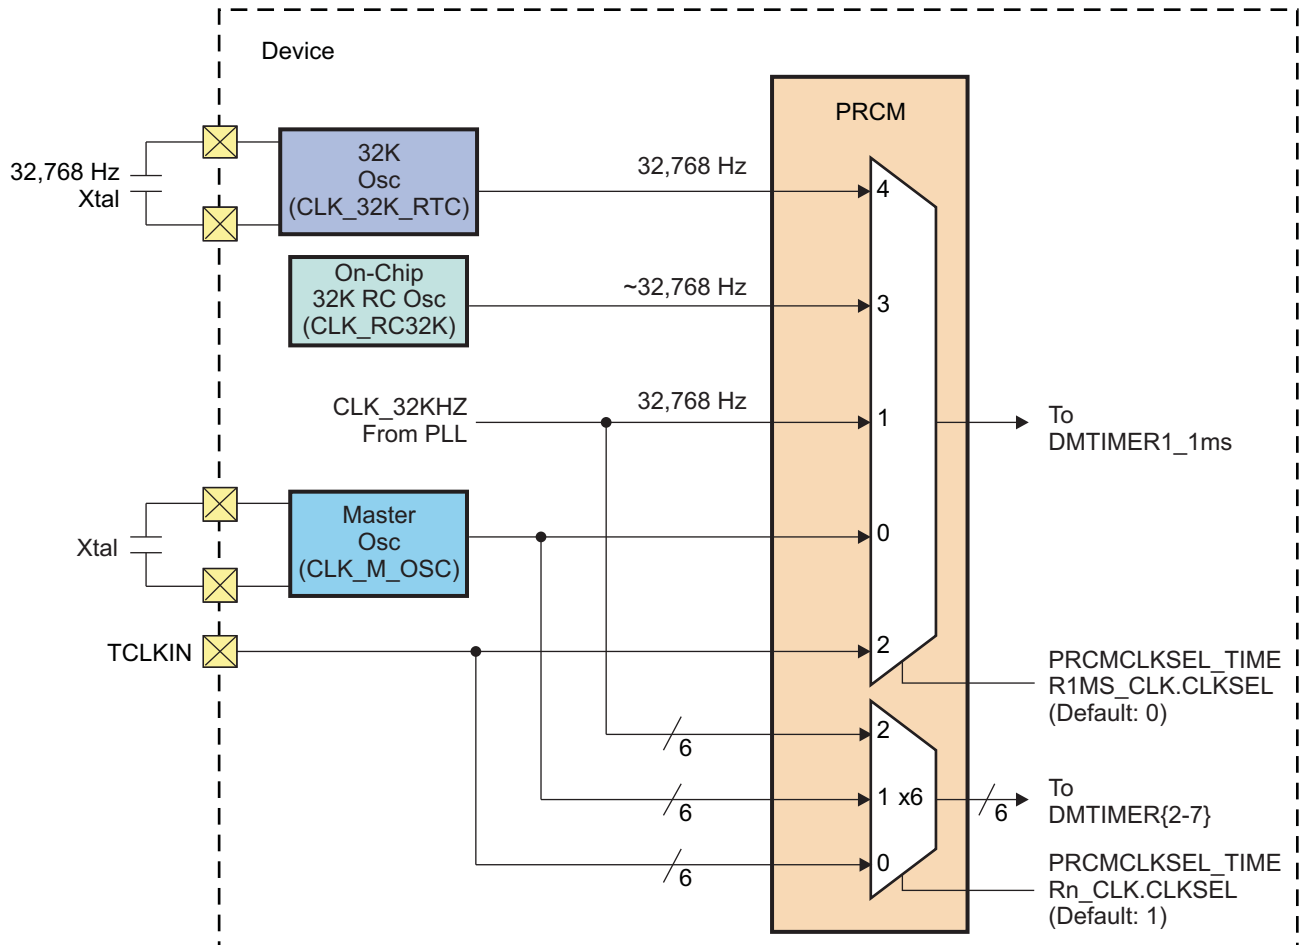 Device
PRCM
32,768 Hz
Xtal
32K
Osc
(CLK_32K_RTC)
32,768 Hz
4
On-Chip
32K RC Osc
(CLK_RC32K)
~32,768 Hz
3
CLK_32KHZ
From PLL
32,768 Hz
1
To
DMTIMER1_1ms
Xtal
Master
Osc
(CLK_M_OSC)
0
TCLKIN
2
PRCMCLKSEL_TIME
R1MS_CLK.CLKSEL
(Default: 0)
6
2
6
1 x6
6
To
DMTIMER{2-7}
6
0
PRCMCLKSEL_TIME
Rn_CLK.CLKSEL
(Default: 1)